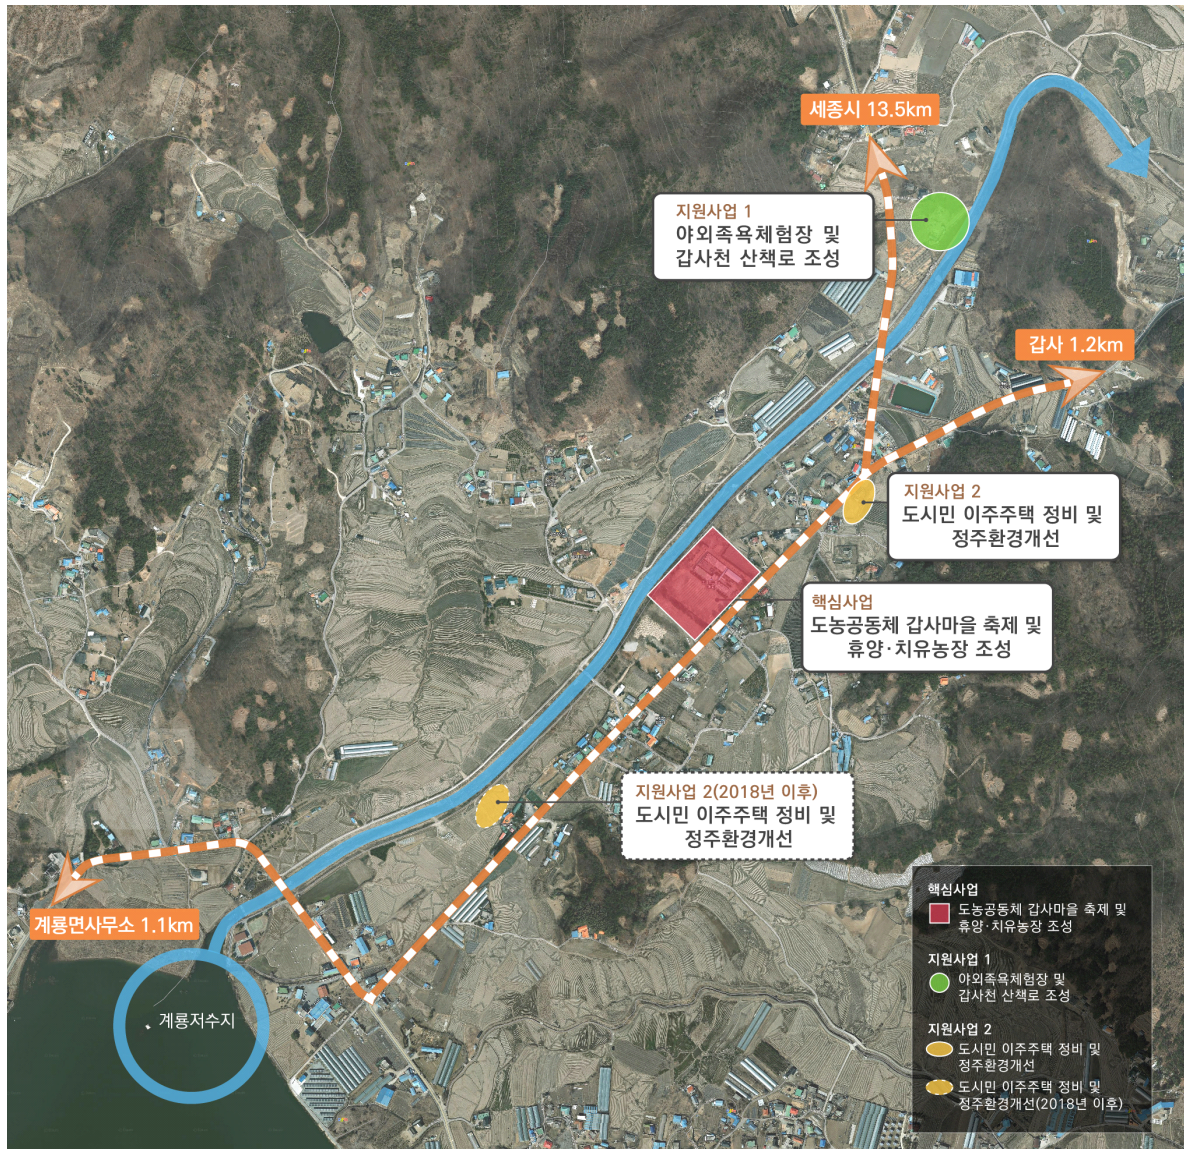 세종시 13.5km
지원사업 1
야외족욕체험장 및
갑사천 산책로 조성
갑사 1.2km
지원사업 2
도시민 이주주택 정비 및
정주환경개선
핵심사업
도농공동체 갑사마을 축제 및
휴양·치유농장 조성
지원사업 2(2018년 이후)
도시민 이주주택 정비 및
정주환경개선
계룡면사무소 1.1km
계룡저수지
핵심사업
도농공동체 갑사마을 축제 및
휴양·치유농장 조성
지원사업 1
야외족욕체험장 및
갑사천 산책로 조성
지원사업 2
도시민 이주주택 정비 및
정주환경개선
도시민 이주주택 정비 및
정주환경개선(2018년 이후)